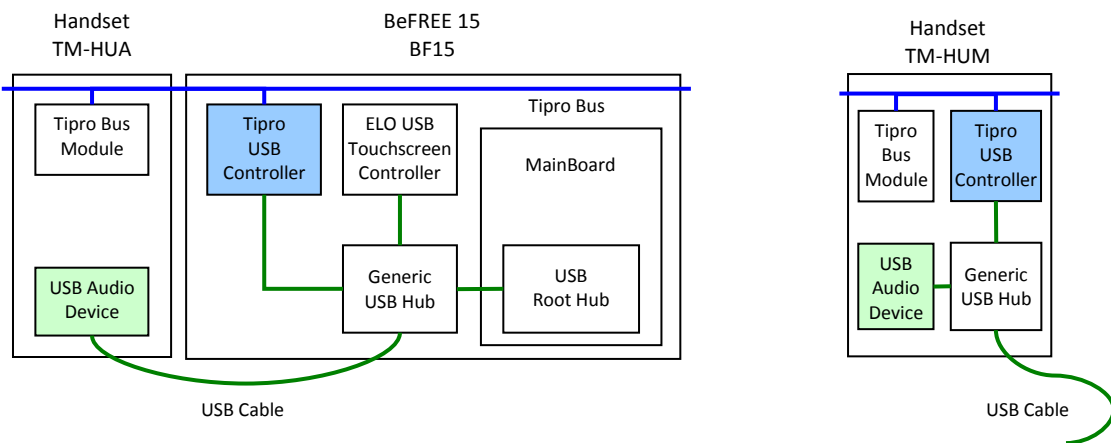 Handset
TM-HUA
BeFREE 15
BF15
Handset
TM-HUM
Tipro Bus
Module
Tipro
USB
Controller
ELO USB
Touchscreen
Controller
Tipro Bus
MainBoard
Tipro
Bus
Module
Tipro
USB
Controller
USB Audio
Device
Generic
USB Hub
USB
Root Hub
USB
Audio
Device
Generic
USB Hub
USB Cable
USB Cable